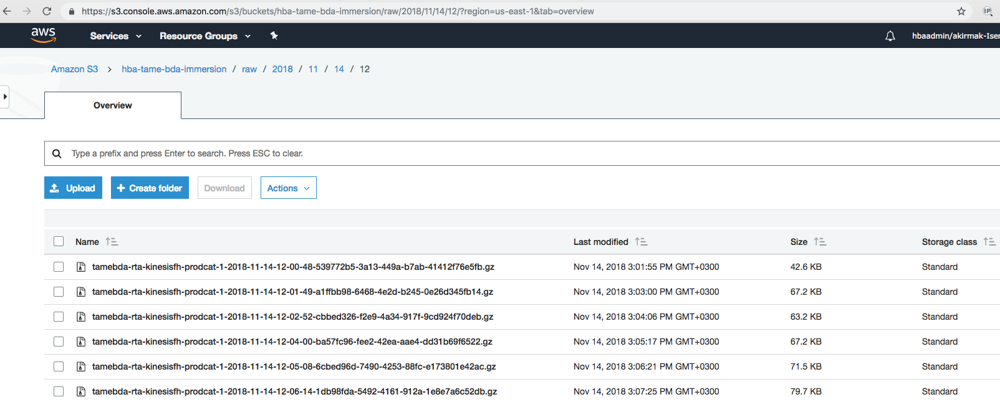 https://s3.console.aws.amazon.com/s3/buckets/hba-tame-bda-immersion/raw/2018/11/14/12/?region=us-east-1&tab=overview
IP
aws Services Resource Groups hbaadmin/akirmak-Iser
Amazon S3 > hba-tame-bda-immersion / raw / 2018 / 11 / 14 / 12
Overview
Type a prefix and press Enter to search. Press ESC to clear.
Upload + Create folder Download Actions
Name Last modified Size Storage class
tamebda-rta-kinesisfh-prodcat-1-2018-11-14-12-00-48-539772b5-3a13-449a-b7ab-41412f76e5fb.gz Nov 14, 2018 3:01:55 PM GMT+0300 42.6 KB Standard
tamebda-rta-kinesisfh-prodcat-1-2018-11-14-12-01-49-a1ffbb98-6468-4e2d-b245-0e26d345fb14.gz Nov 14, 2018 3:03:00 PM GMT+0300 67.2 KB Standard
tamebda-rta-kinesisfh-prodcat-1-2018-11-14-12-02-52-cbbed326-f2e9-4a34-917f-9cd924f70deb.gz Nov 14, 2018 3:04:06 PM GMT+0300 63.2 KB Standard
tamebda-rta-kinesisfh-prodcat-1-2018-11-14-12-04-00-ba57fc96-fee2-42ea-aae4-dd31b69f6522.gz Nov 14, 2018 3:05:17 PM GMT+0300 67.2 KB Standard
tamebda-rta-kinesisfh-prodcat-1-2018-11-14-12-05-08-6cbed96d-7490-4253-88fc-e173801e42ac.gz Nov 14, 2018 3:06:21 PM GMT+0300 71.5 KB Standard
tamebda-rta-kinesisfh-prodcat-1-2018-11-14-12-06-14-1db98fda-5492-4161-912a-1e8e7a6c52db.gz Nov 14, 2018 3:07:25 PM GMT+0300 79.7 KB Standard